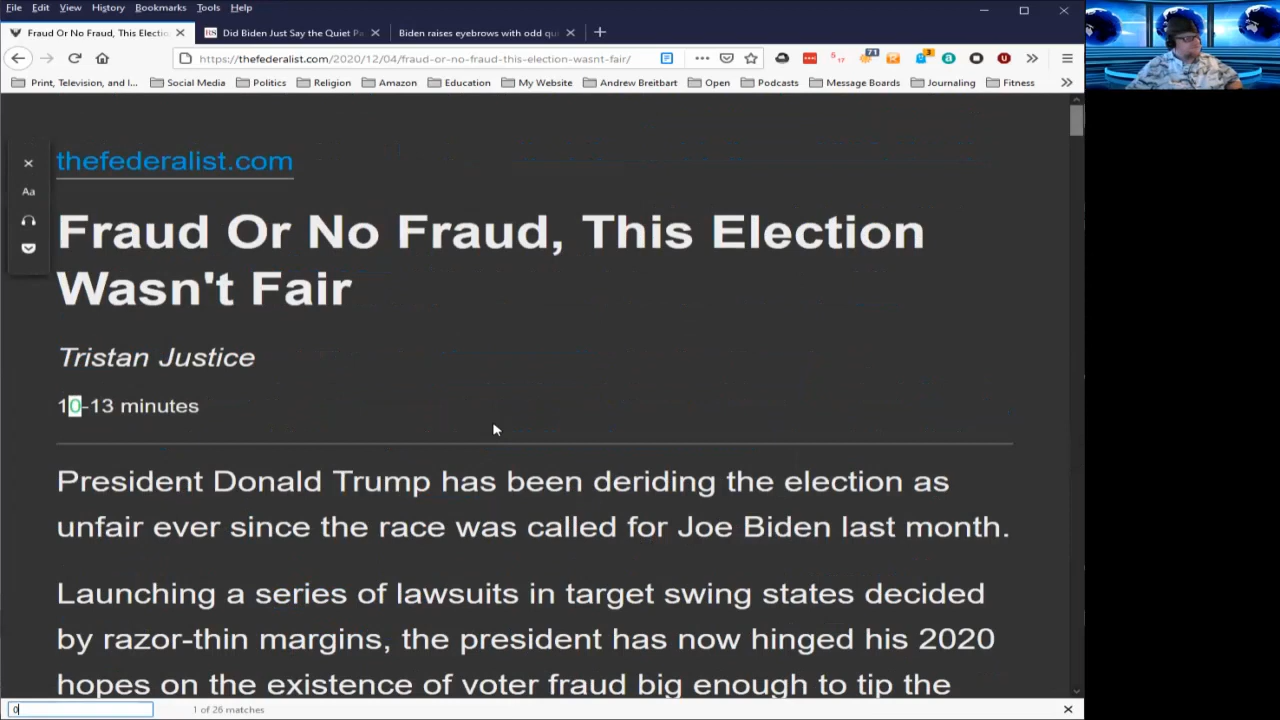 File Edit View History Bookmarks Tools Help
Fraud Or No Fraud, This Electio
RS Did Biden Just Say the Quiet Pa
Biden raises eyebrows with odd qu
https://thefederalist.com/2020/12/04/fraud-or-no-fraud-this-election-wasnt-fair/
Print, Television, and I... Social Media Politics Religion Amazon Education My Website Andrew Breitbart Open Podcasts Message Boards Journaling Fitness
thefederalist.com
Aa
Fraud Or No Fraud, This Election
Wasn't Fair
Tristan Justice
10-13 minutes
President Donald Trump has been deriding the election as
unfair ever since the race was called for Joe Biden last month.
Launching a series of lawsuits in target swing states decided
by razor-thin margins, the president has now hinged his 2020
hopes on the existence of voter fraud big enough to tip the
0 1 of 26 matches